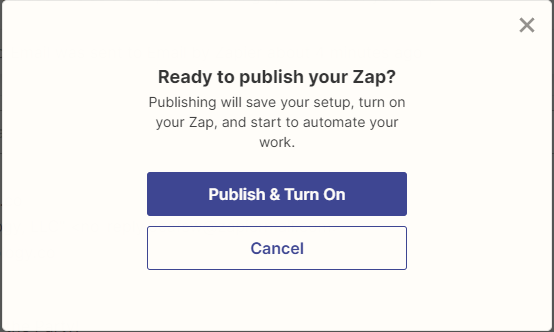 Ready to publish your Zap?
Publishing will save your setup, turn on
your Zap, and start to automate your
work.
Publish & Turn On
Cancel